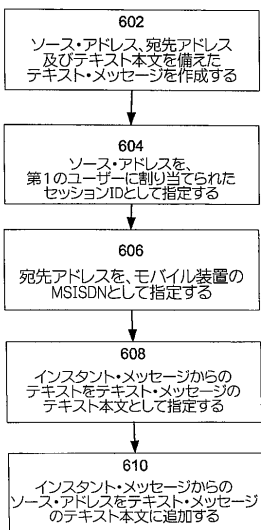 602
ソース・アドレス、宛先アドレス
及びテキスト本文を備えた
テキスト・メッセージを作成する
604
ソース・アドレスを、
第1のユーザーに割り当てられた
セッションIDとして指定する
606
宛先アドレスを、モバイル装置の
MSISDNとして指定する
608
インスタント・メッセージからの
テキストをテキスト・メッセージの
テキスト本文として指定する
610
インスタント・メッセージからの
ソース・アドレスをテキスト・メッセージ
のテキスト本文に追加する